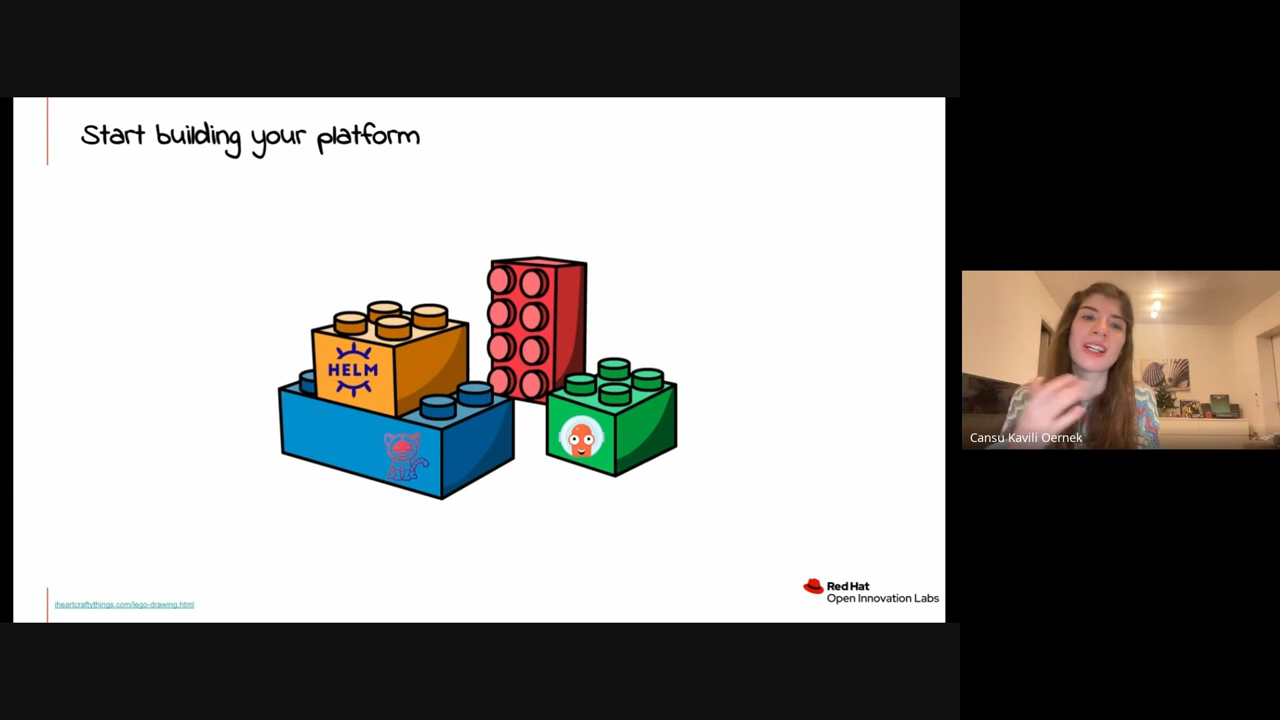 Start building your platform
HELM
Cansu Kavili Oernek
Red Hat
Open Innovation Labs
iheartcraftythings.com/lego-drawing.html